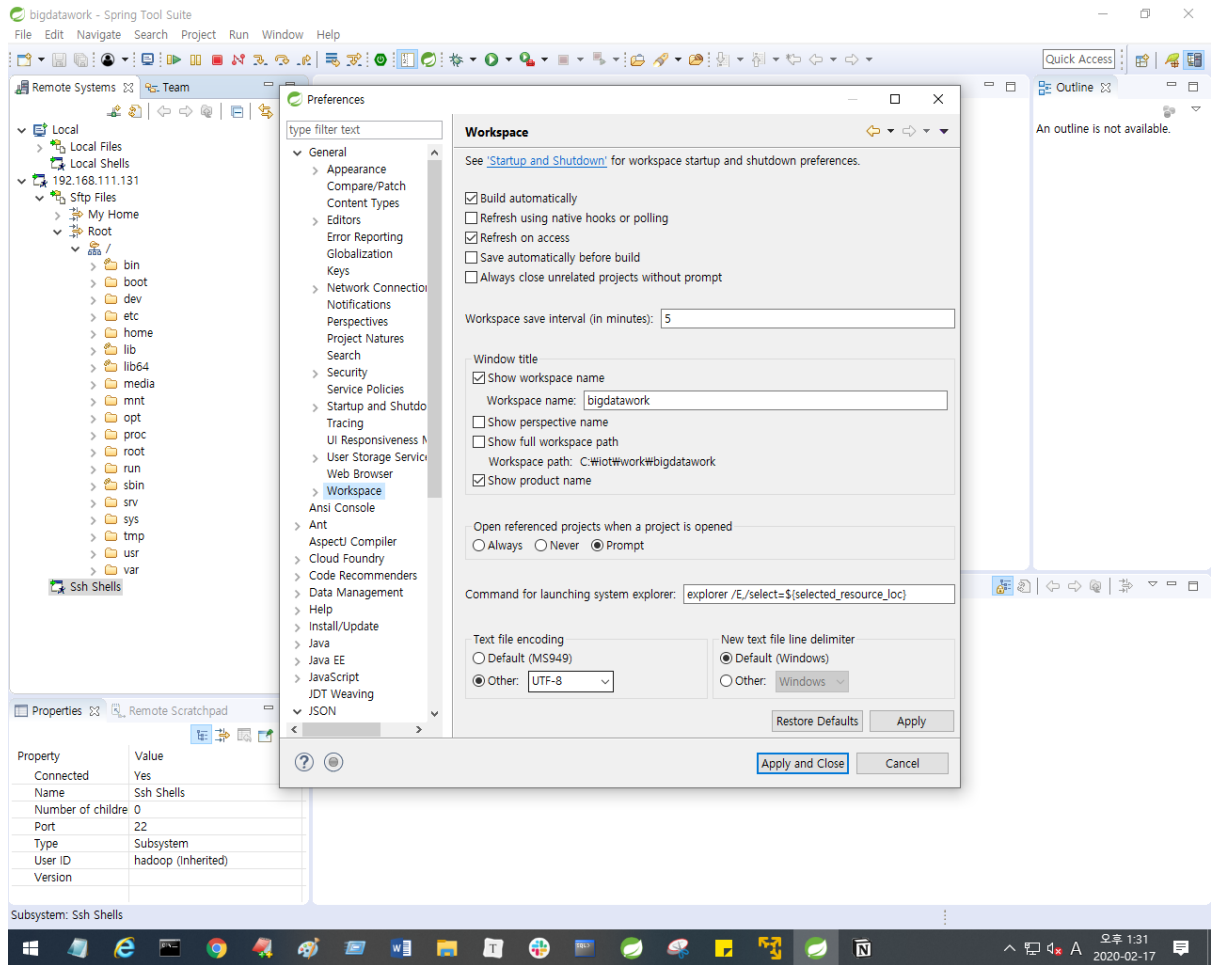 bigdatawork - Spring Tool Suite
File Edit Navigate Search Project Run Window Help
Quick Access
Remote Systems Team
Local
Local Files
Local Shells
192.168.111.131
Sftp Files
My Home
Root
/
bin
boot
dev
etc
home
lib
lib64
media
mnt
opt
proc
root
run
sbin
srv
sys
tmp
usr
var
Ssh Shells
Properties Remote Scratchpad
Property Value
Connected Yes
Name Ssh Shells
Number of childre 0
Port 22
Type Subsystem
User ID hadoop (Inherited)
Version
Subsystem: Ssh Shells
Preferences
type filter text
General
Appearance
Compare/Patch
Content Types
Editors
Error Reporting
Globalization
Keys
Network Connection
Notifications
Perspectives
Project Natures
Search
Security
Service Policies
Startup and Shutdo
Tracing
UI Responsiveness M
User Storage Service
Web Browser
Workspace
Ansi Console
Ant
AspectJ Compiler
Cloud Foundry
Code Recommenders
Data Management
Help
Install/Update
Java
Java EE
JavaScript
JDT Weaving
JSON
Workspace
See 'Startup and Shutdown' for workspace startup and shutdown preferences.
Build automatically
Refresh using native hooks or polling
Refresh on access
Save automatically before build
Always close unrelated projects without prompt
Workspace save interval (in minutes): 5
Window title
Show workspace name
Workspace name: bigdatawork
Show perspective name
Show full workspace path
Workspace path: C:₩iot₩work₩bigdatawork
Show product name
Open referenced projects when a project is opened
Always Never Prompt
Command for launching system explorer: explorer /E,/select=${selected_resource_loc}
Text file encoding
Default (MS949)
Other: UTF-8
New text file line delimiter
Default (Windows)
Other: Windows
Restore Defaults Apply
Apply and Close Cancel
Outline
An outline is not available.
A
오후 1:31
2020-02-17